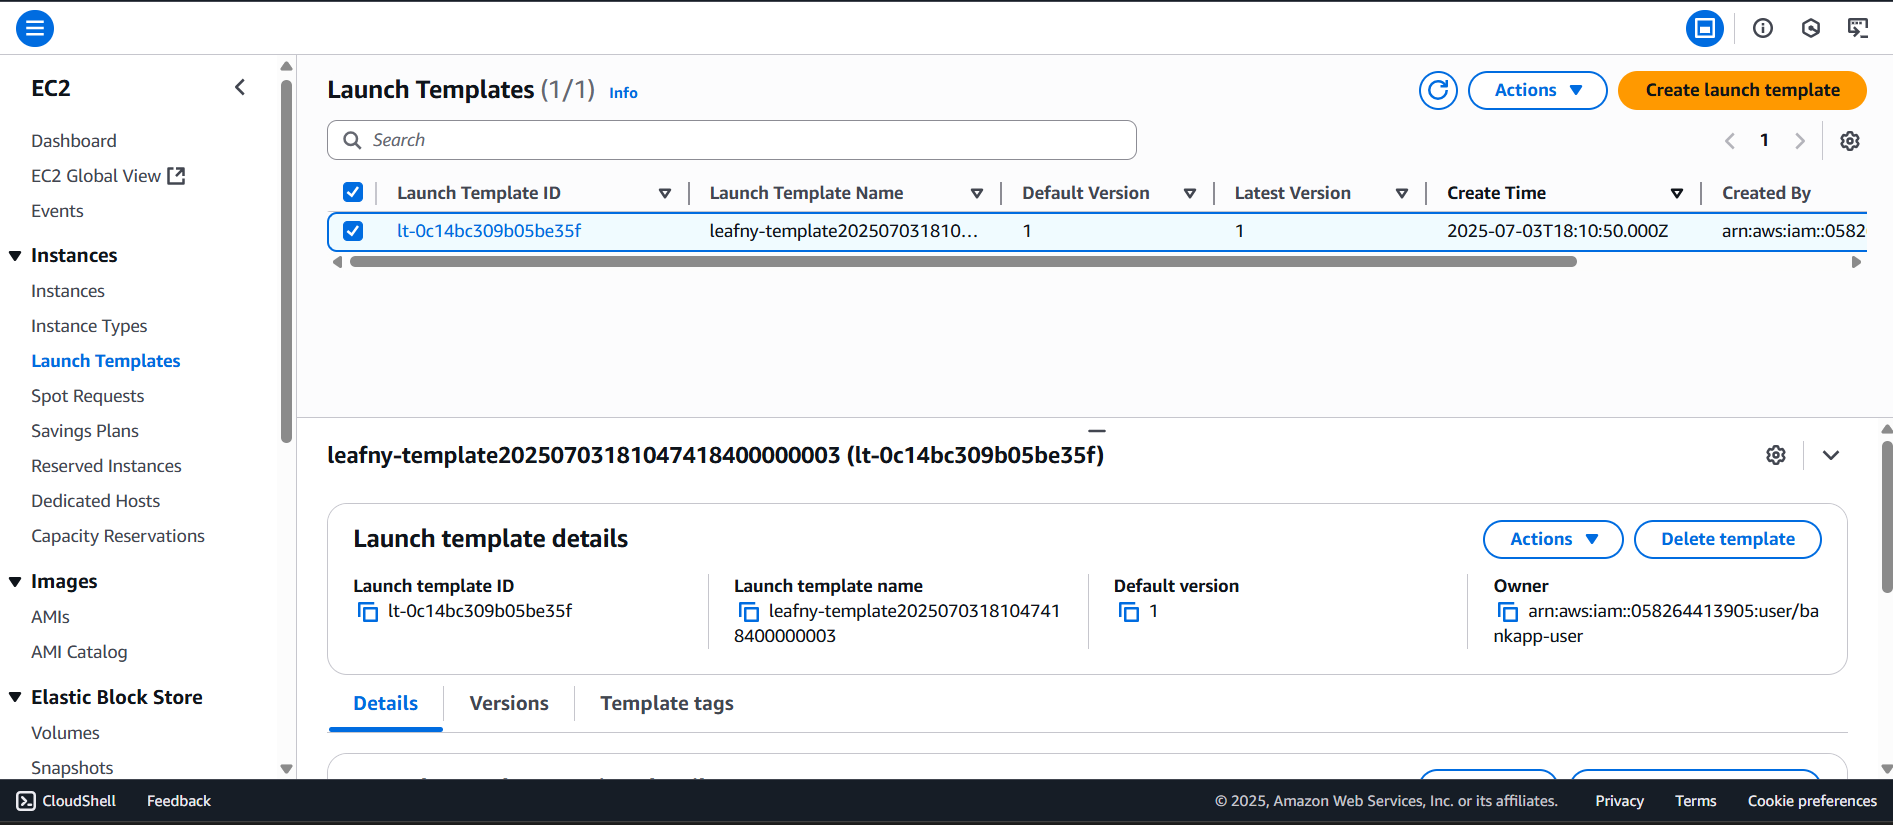 EC2
Dashboard
EC2 Global View
Events
Instances
Instances
Instance Types
Launch Templates
Spot Requests
Savings Plans
Reserved Instances
Dedicated Hosts
Capacity Reservations
Images
AMIs
AMI Catalog
Elastic Block Store
Volumes
Snapshots
Launch Templates (1/1) Info
Actions
Create launch template
Search
1
Launch Template ID Launch Template Name Default Version Latest Version Create Time Created By
lt-0c14bc309b05be35f leafny-template202507031810... 1 1 2025-07-03T18:10:50.000Z arn:aws:iam::0582
leafny-template20250703181047418400000003 (lt-0c14bc309b05be35f)
Launch template details
Actions
Delete template
Launch template ID
lt-0c14bc309b05be35f
Launch template name
leafny-template2025070318104741
8400000003
Default version
1
Owner
arn:aws:iam::058264413905:user/ba
nkapp-user
Details Versions Template tags
CloudShell Feedback © 2025, Amazon Web Services, Inc. or its affiliates. Privacy Terms Cookie preferences